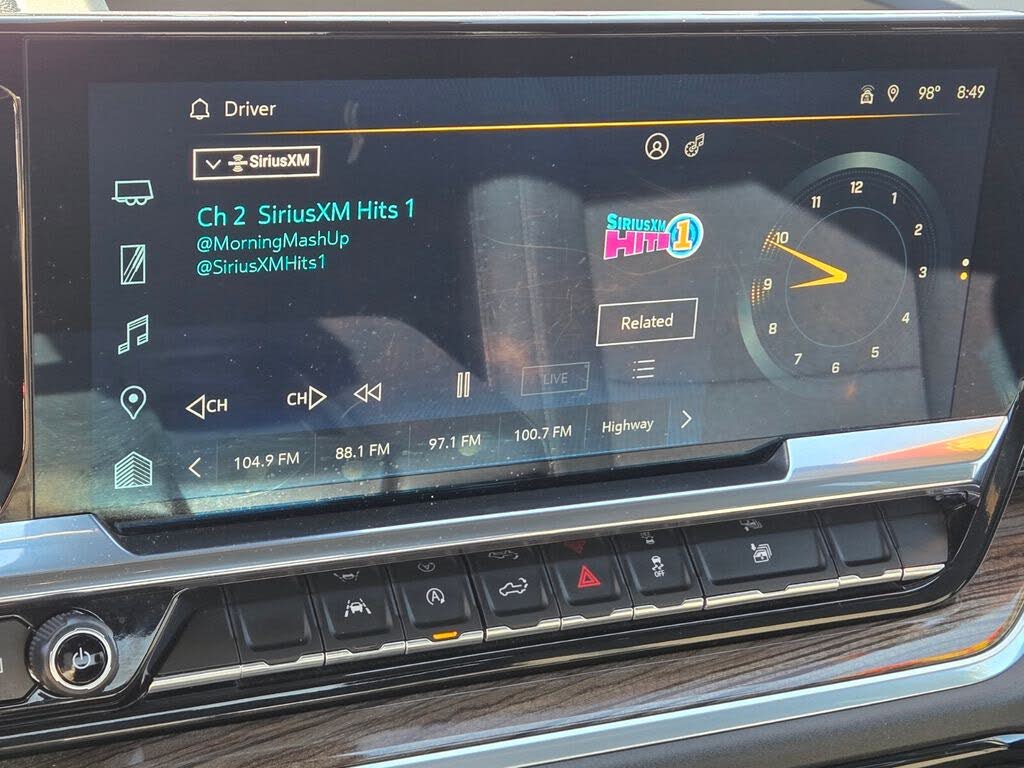 Driver
98° 8:49
SiriusXM
Ch 2 SiriusXM Hits 1
@MorningMashUp
@SiriusXMHits1
SIRIUSXM
HITS 1
Related
LIVE
CH
CH
104.9 FM
88.1 FM
97.1 FM
100.7 FM
Highway
12
1
2
3
4
5
6
7
8
9
10
11
A
OFF